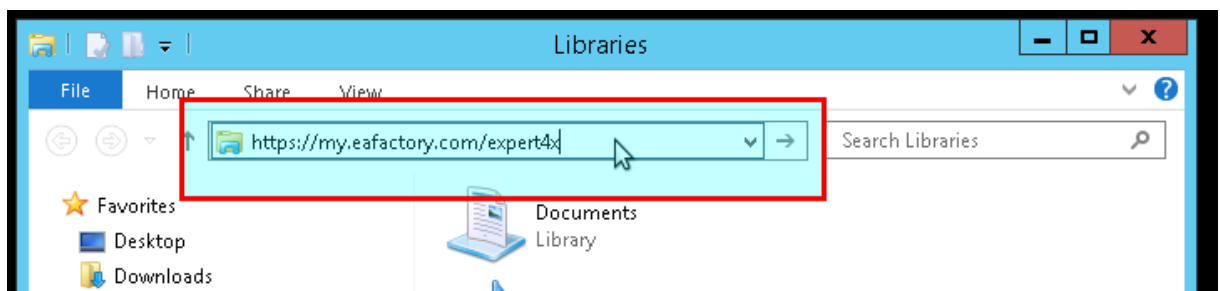 Libraries
File Home Share View
https://my.eafactory.com/expert4x Search Libraries
Favorites
Desktop
Downloads
Documents
Library